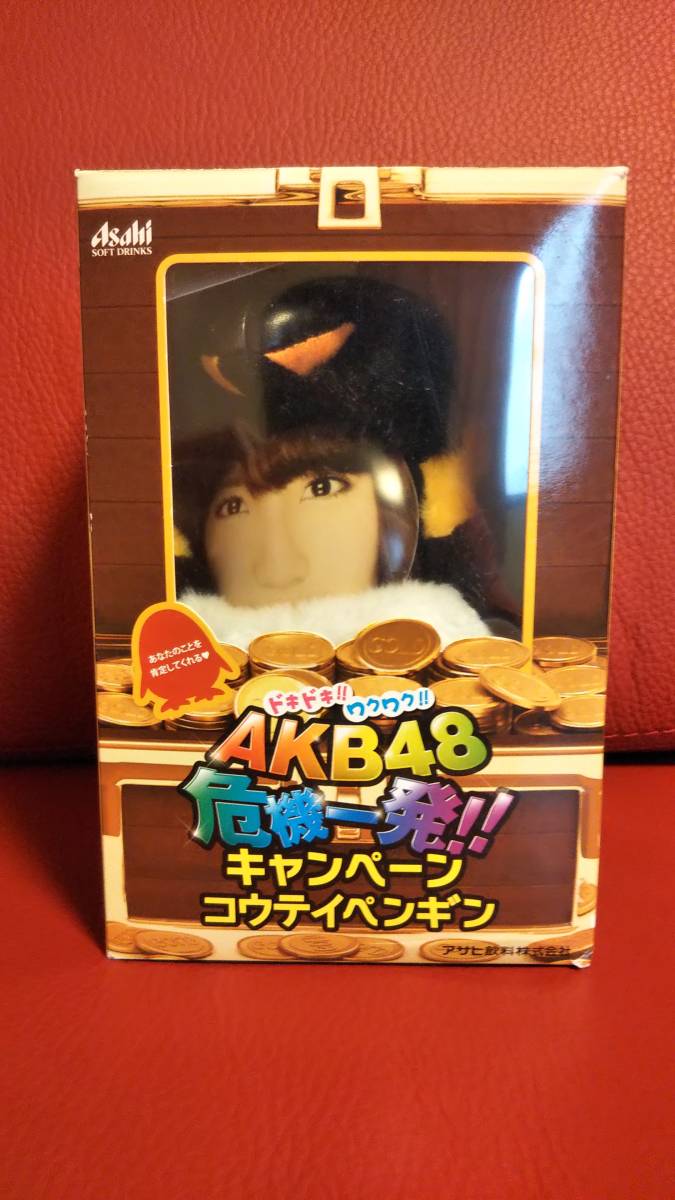 Asahi
SOFT DRINKS
あなたのことを
肯定してくれる♥
GOLD
ドキドキ!! ワクワク!!
AKB48
危機一発!!
キャンペーン
コウテイペンギン
アサヒ飲料株式会社